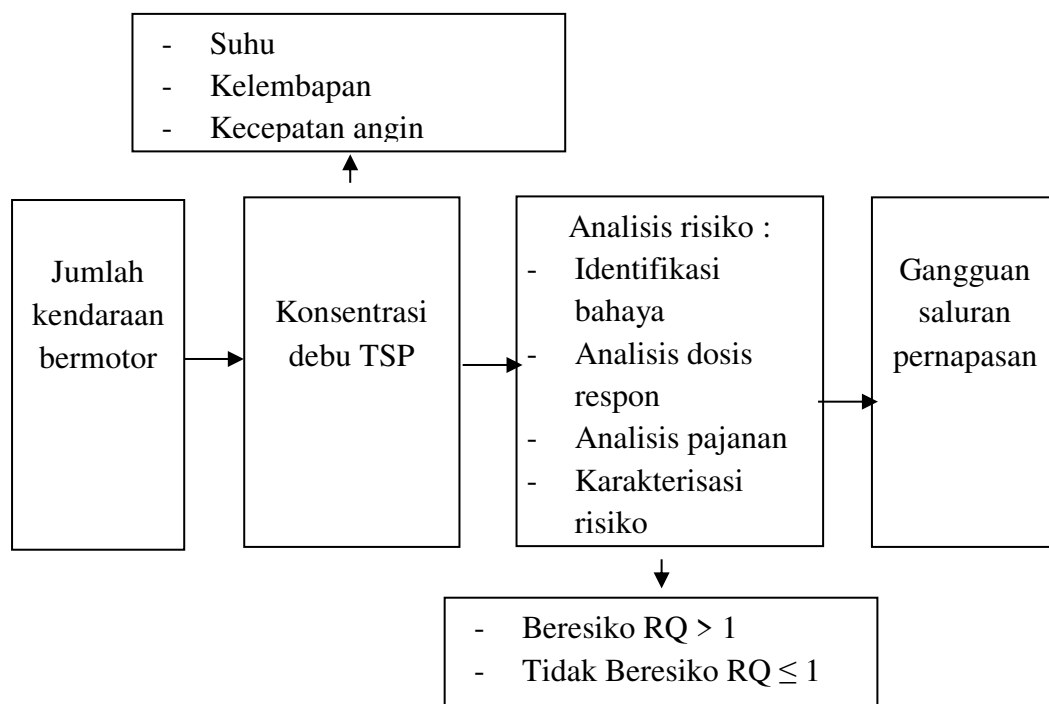 - Suhu
- Kelembapan
- Kecepatan angin
Jumlah
kendaraan
bermotor
Konsentrasi
debu TSP
Analisis risiko :
- Identifikasi
bahaya
- Analisis dosis
respon
- Analisis pajanan
- Karakterisasi
risiko
Gangguan
saluran
pernapasan
- Beresiko RQ > 1
- Tidak Beresiko RQ ≤ 1